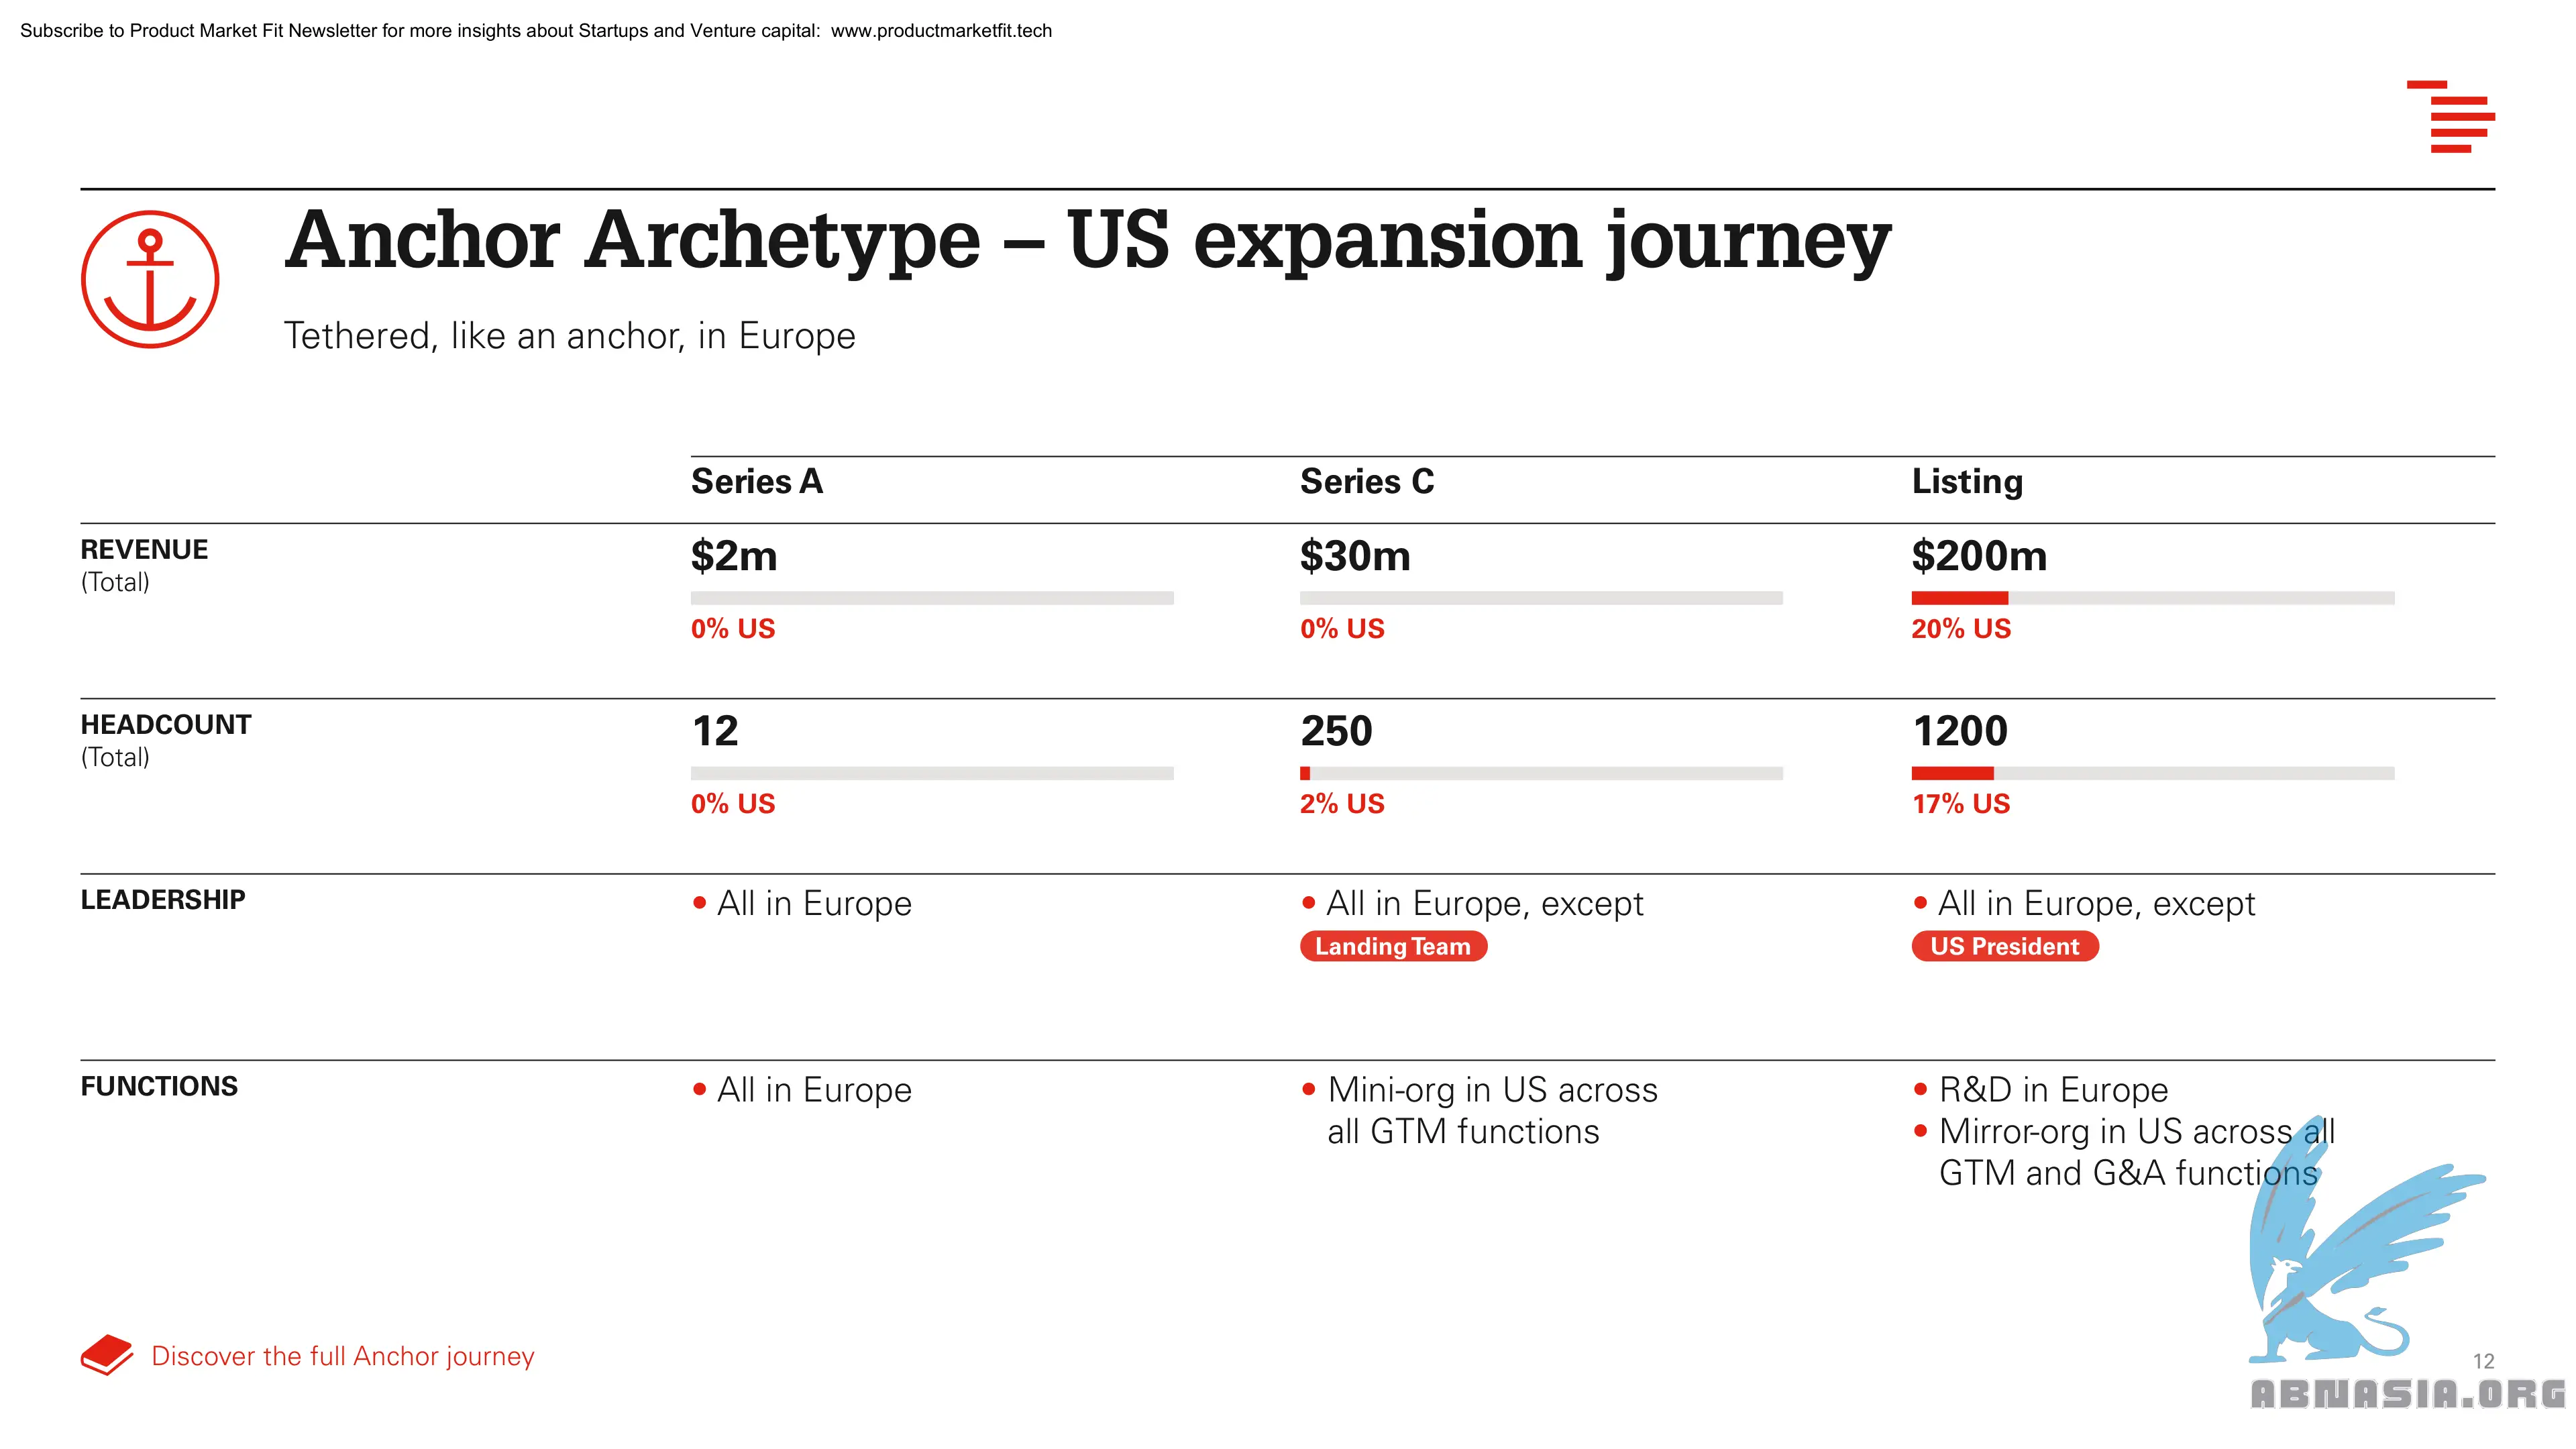 Subscribe to Product Market Fit Newsletter for more insights about Startups and Venture capital:  www.productmarketfit.tech
Anchor Archetype – US expansion journey
Tethered, like an anchor, in Europe
Series A
Series C
Listing
REVENUE
(Total)
$2m
0% US
$30m
0% US
$200m
20% US
HEADCOUNT
(Total)
12
0% US
250
2% US
1200
17% US
LEADERSHIP
• All in Europe
• All in Europe, except
Landing Team
• All in Europe, except
US President
FUNCTIONS
• All in Europe
• Mini-org in US across
all GTM functions
• R&D in Europe
• Mirror-org in US across all
GTM and G&A functions
Discover the full Anchor journey
12
ABNASIA.ORG